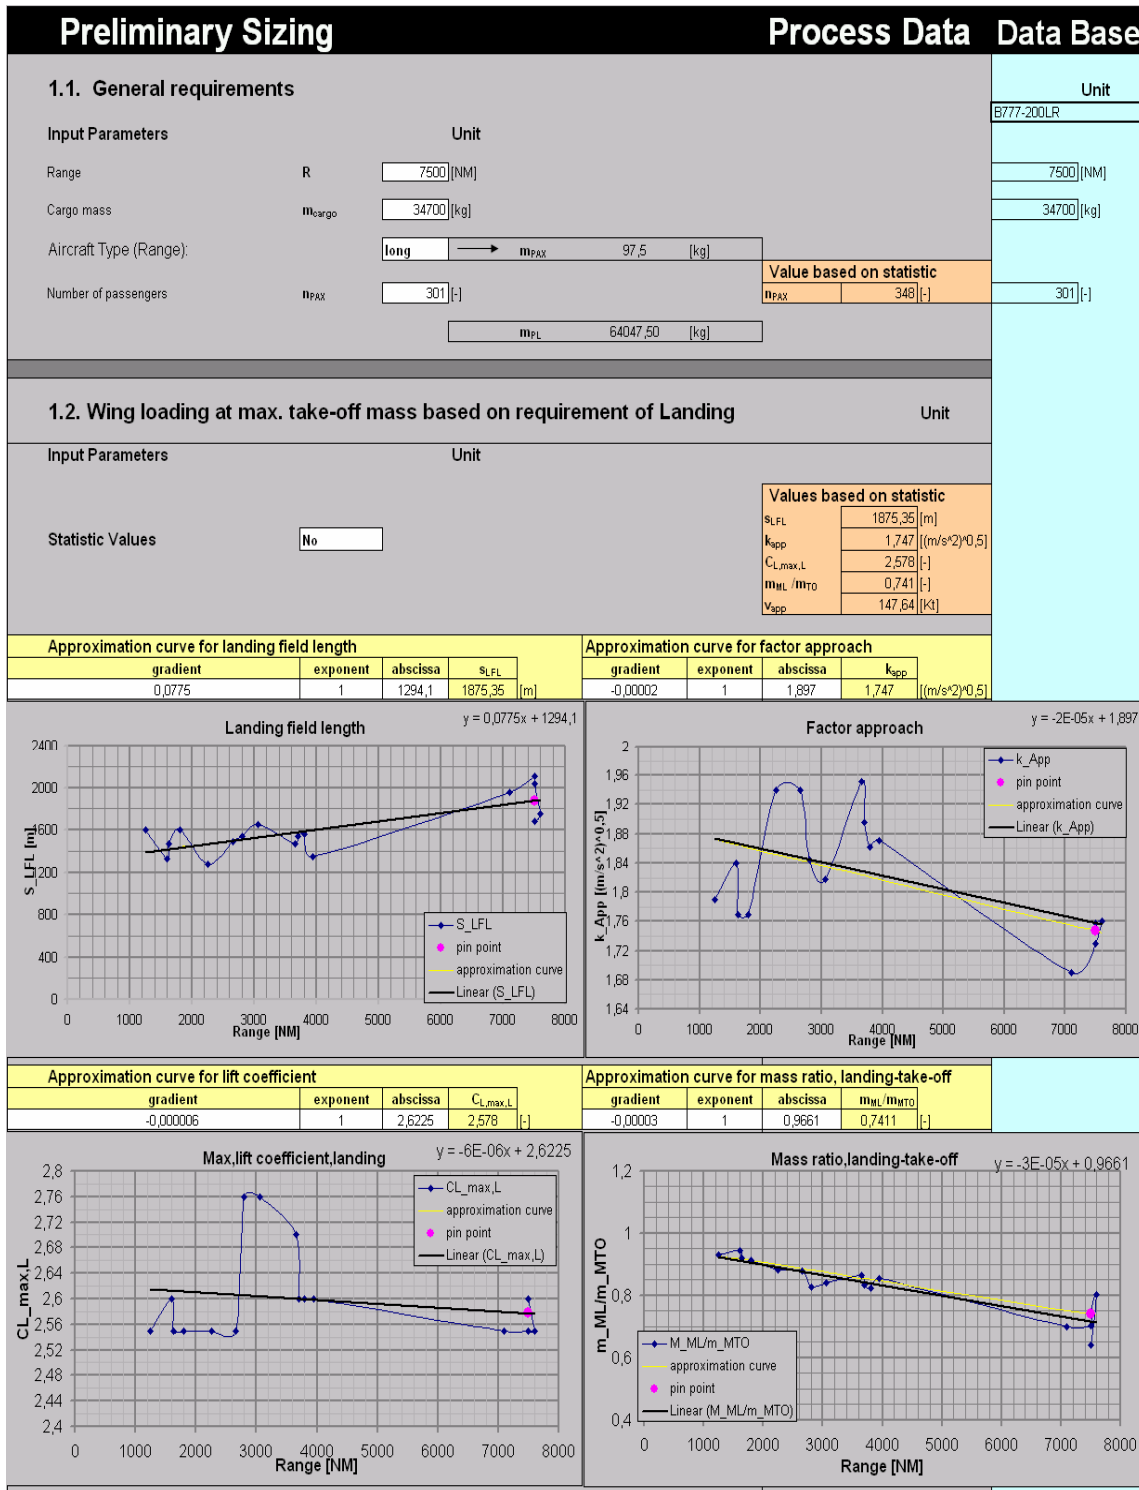 Preliminary Sizing Process Data Data Base
1.1. General requirements Unit
B777-200LR
Input Parameters Unit
Range R 7500 [NM] 7500 [NM]
Cargo mass mcargo 34700 [kg] 34700 [kg]
Aircraft Type (Range): long mPAX 97,5 [kg]
Value based on statistic
Number of passengers nPAX 301 [-] nPAX 348 [-] 301 [-]
mPL 64047,50 [kg]
1.2. Wing loading at max. take-off mass based on requirement of Landing Unit
Input Parameters Unit
Values based on statistic
sLFL 1875,35 [m]
Statistic Values No
kapp 1,747 [(m/s^2)^0,5]
CL,max,L 2,578 [-]
mML /mTO 0,741 [-]
vapp 147,64 [Kt]
Approximation curve for landing field length
gradient exponent abscissa sLFL
0,0775 1 1294,1 1875,35 [m]
Approximation curve for factor approach
gradient exponent abscissa kapp
-0,00002 1 1,897 1,747 [(m/s^2)^0,5]
Landing field length
y = 0,0775x + 1294,1
2400
2000
1600
1200
800
400
0
S_LFL [m]
S_LFL
pin point
approximation curve
Linear (S_LFL)
0 1000 2000 3000 4000 5000 6000 7000 8000
Range [NM]
Factor approach
y = -2E-05x + 1,897
2
1,96
1,92
1,88
1,84
1,8
1,76
1,72
1,68
1,64
k_App [(m/s^2)^0,5]
k_App
pin point
approximation curve
Linear (k_App)
0 1000 2000 3000 4000 5000 6000 7000 8000
Range [NM]
Approximation curve for lift coefficient
gradient exponent abscissa CL,max,L
-0,000006 1 2,6225 2,578 [-]
Approximation curve for mass ratio, landing-take-off
gradient exponent abscissa mML/mMTO
-0,00003 1 0,9661 0,7411 [-]
Max,lift coefficient,landing
y = -6E-06x + 2,6225
2,8
2,76
2,72
2,68
2,64
2,6
2,56
2,52
2,48
2,44
2,4
CL_max,L
CL_max,L
approximation curve
pin point
Linear (CL_max,L)
0 1000 2000 3000 4000 5000 6000 7000 8000
Range [NM]
Mass ratio,landing-take-off
y = -3E-05x + 0,9661
1,2
1
0,8
0,6
0,4
m_ML/m_MTO
M_ML/m_MTO
approximation curve
pin point
Linear (M_ML/m_MTO)
0 1000 2000 3000 4000 5000 6000 7000 8000
Range [NM]